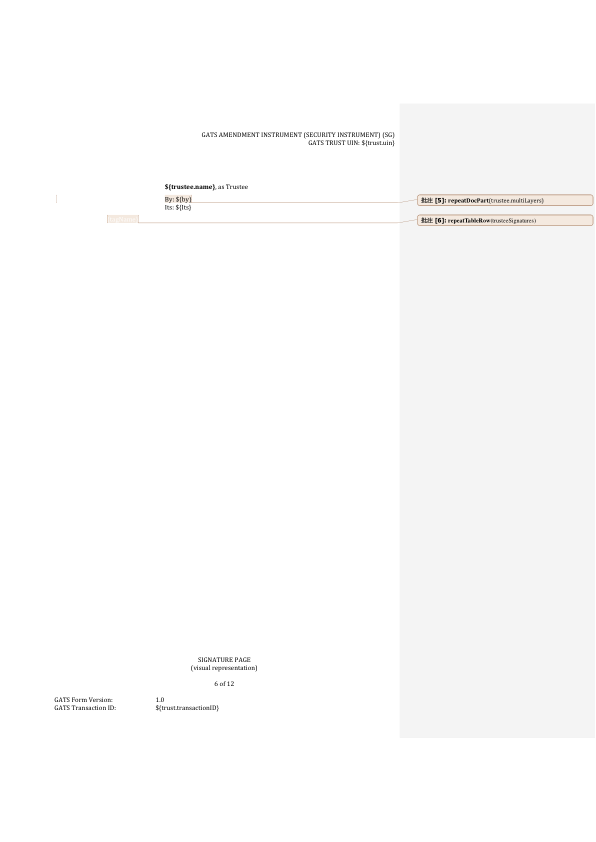 GATS AMENDMENT INSTRUMENT (SECURITY INSTRUMENT) (SG)
GATS TRUST UIN: ${trust.uin}
${trustee.name}, as Trustee
By: ${by}
批注 [5]: repeatDocPart(trustee.multiLayers)
Its: ${Its}
批注 [6]: repeatTableRow(trusteeSignatures)
SIGNATURE PAGE
(visual representation)
6 of 12
GATS Form Version: 1.0
GATS Transaction ID: ${trust.transactionID}